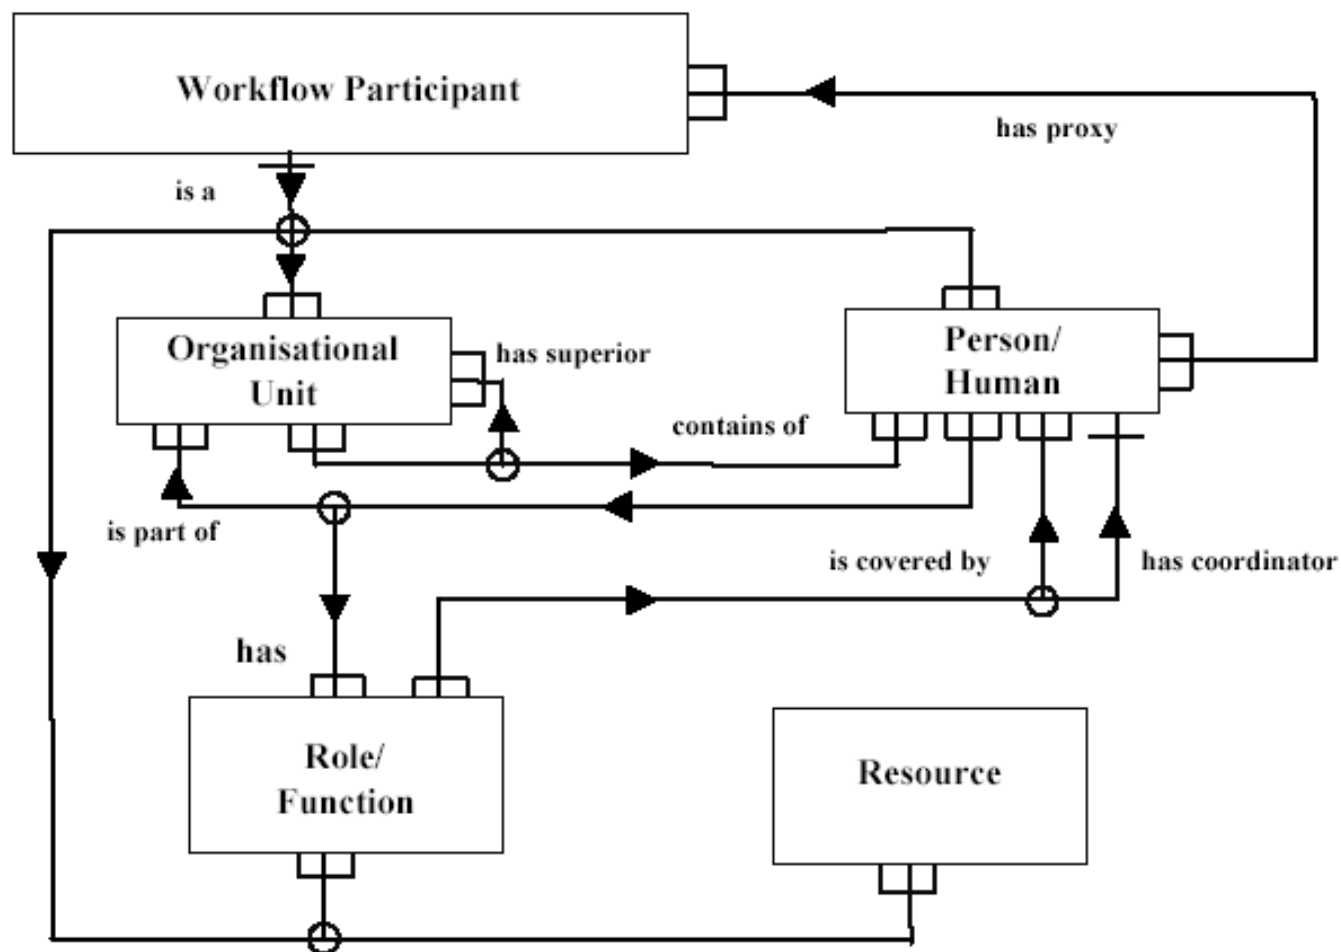 Workflow Participant
has proxy
is a
Organisational
Unit
has superior
Person/
Human
contains of
is part of
is covered by
has coordinator
has
Role/
Function
Resource